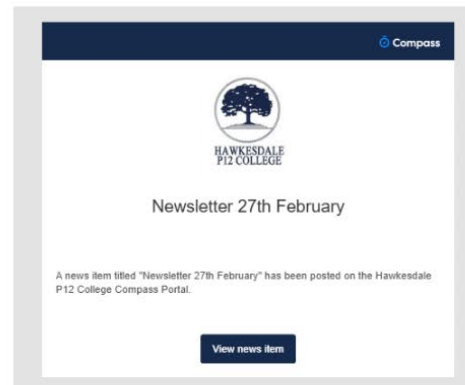 Compass
HAWKESDALE
P12 COLLEGE
Newsletter 27th February
A news item titled "Newsletter 27th February" has been posted on the Hawkesdale
P12 College Compass Portal.
View news item